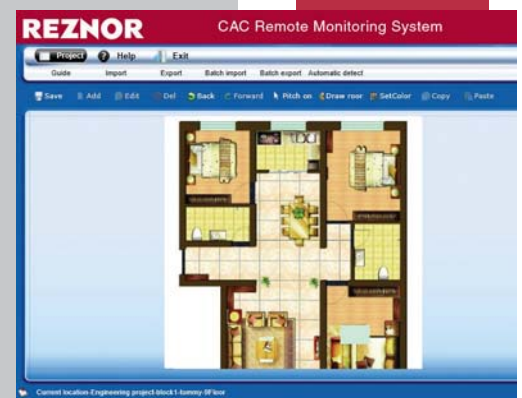 REZNOR CAC Remote Monitoring System
Project Help Exit
Guide Import Export Batch import Batch export Automatic detect
Save Add Edit Del Back Forward Pitch on Draw roor SetColor Copy Paste
Current location-Engineering project-block1-tummy-9Floor